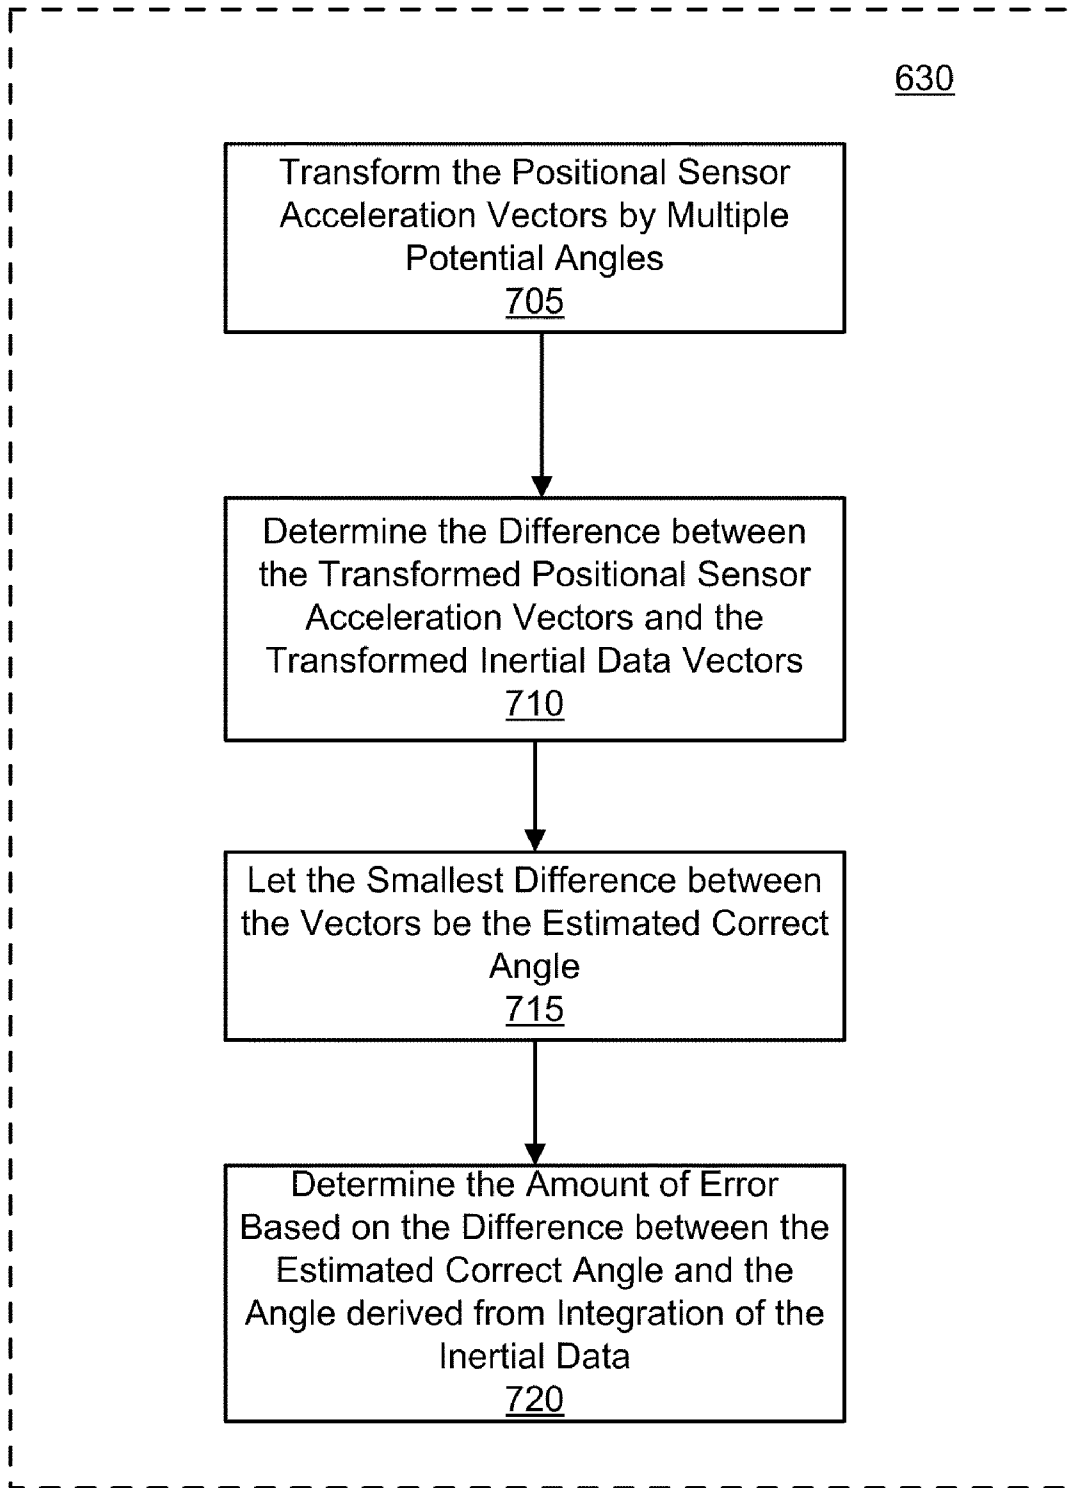 630
Transform the Positional Sensor
Acceleration Vectors by Multiple
Potential Angles
705
Determine the Difference between
the Transformed Positional Sensor
Acceleration Vectors and the
Transformed Inertial Data Vectors
710
Let the Smallest Difference between
the Vectors be the Estimated Correct
Angle
715
Determine the Amount of Error
Based on the Difference between the
Estimated Correct Angle and the
Angle derived from Integration of the
Inertial Data
720